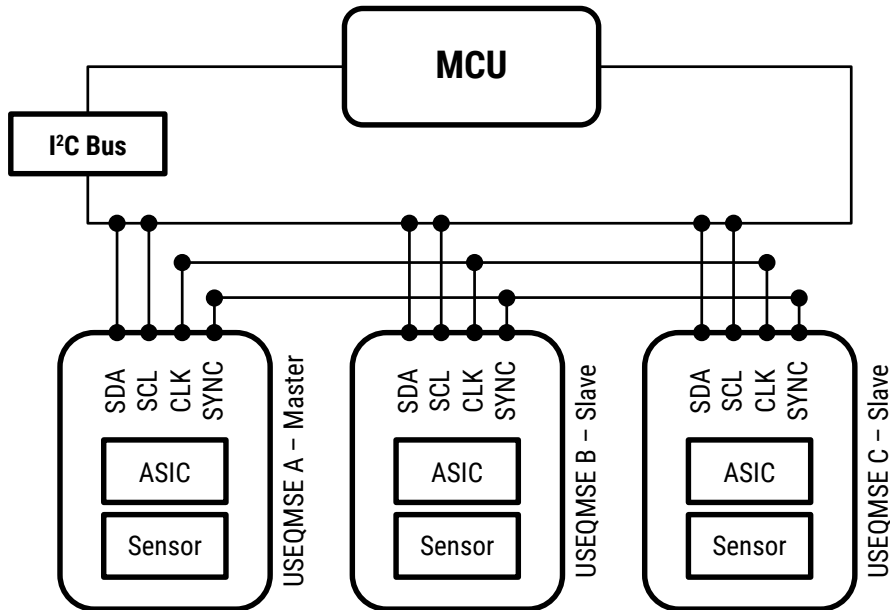 MCU
I²C Bus
SDA
SCL
CLK
SYNC
ASIC
Sensor
USEQMSE A – Master
SDA
SCL
CLK
SYNC
ASIC
Sensor
USEQMSE B – Slave
SDA
SCL
CLK
SYNC
ASIC
Sensor
USEQMSE C – Slave